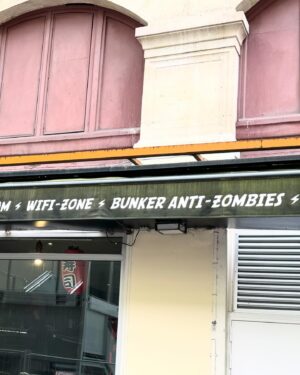 M ⚡ WIFI-ZONE ⚡ BUNKER ANTI-ZOMBIES ⚡